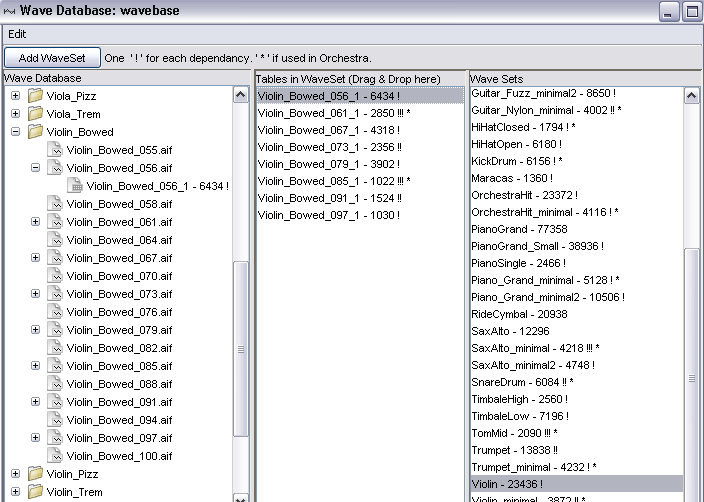 Wave Database: wavebase
Edit
Add WaveSet One '!' for each dependancy. '*' if used in Orchestra.
Wave Database
Viola_Pizz
Viola_Trem
Violin_Bowed
Violin_Bowed_055.aif
Violin_Bowed_056.aif
Violin_Bowed_056_1 - 6434 !
Violin_Bowed_058.aif
Violin_Bowed_061.aif
Violin_Bowed_064.aif
Violin_Bowed_067.aif
Violin_Bowed_070.aif
Violin_Bowed_073.aif
Violin_Bowed_076.aif
Violin_Bowed_079.aif
Violin_Bowed_082.aif
Violin_Bowed_085.aif
Violin_Bowed_088.aif
Violin_Bowed_091.aif
Violin_Bowed_094.aif
Violin_Bowed_097.aif
Violin_Bowed_100.aif
Violin_Pizz
Violin_Trem
Tables in WaveSet (Drag & Drop here)
Violin_Bowed_056_1 - 6434 !
Violin_Bowed_061_1 - 2850 !!! *
Violin_Bowed_067_1 - 4318 !
Violin_Bowed_073_1 - 2356 !!
Violin_Bowed_079_1 - 3902 !
Violin_Bowed_085_1 - 1022 !!! *
Violin_Bowed_091_1 - 1524 !!
Violin_Bowed_097_1 - 1030 !
Wave Sets
Guitar_Fuzz_minimal2 - 8650 !
Guitar_Nylon_minimal - 4002 !! *
HiHatClosed - 1794 ! *
HiHatOpen - 6180 !
KickDrum - 6156 ! *
Maracas - 1360 !
OrchestraHit - 23372 !
OrchestraHit_minimal - 4116 ! *
PianoGrand - 77358
PianoGrand_Small - 38936 !
PianoSingle - 2466 !
Piano_Grand_minimal - 5128 ! *
Piano_Grand_minimal2 - 10506 !
RideCymbal - 20938
SaxAlto - 12296
SaxAlto_minimal - 4218 !!! *
SaxAlto_minimal2 - 4748 !
SnareDrum - 6084 !! *
TimbaleHigh - 2560 !
TimbaleLow - 7196 !
TomMid - 2090 !!! *
Trumpet - 13838 !!
Trumpet_minimal - 4232 ! *
Violin - 23436 !
Violin_minimal - 3872 !! *